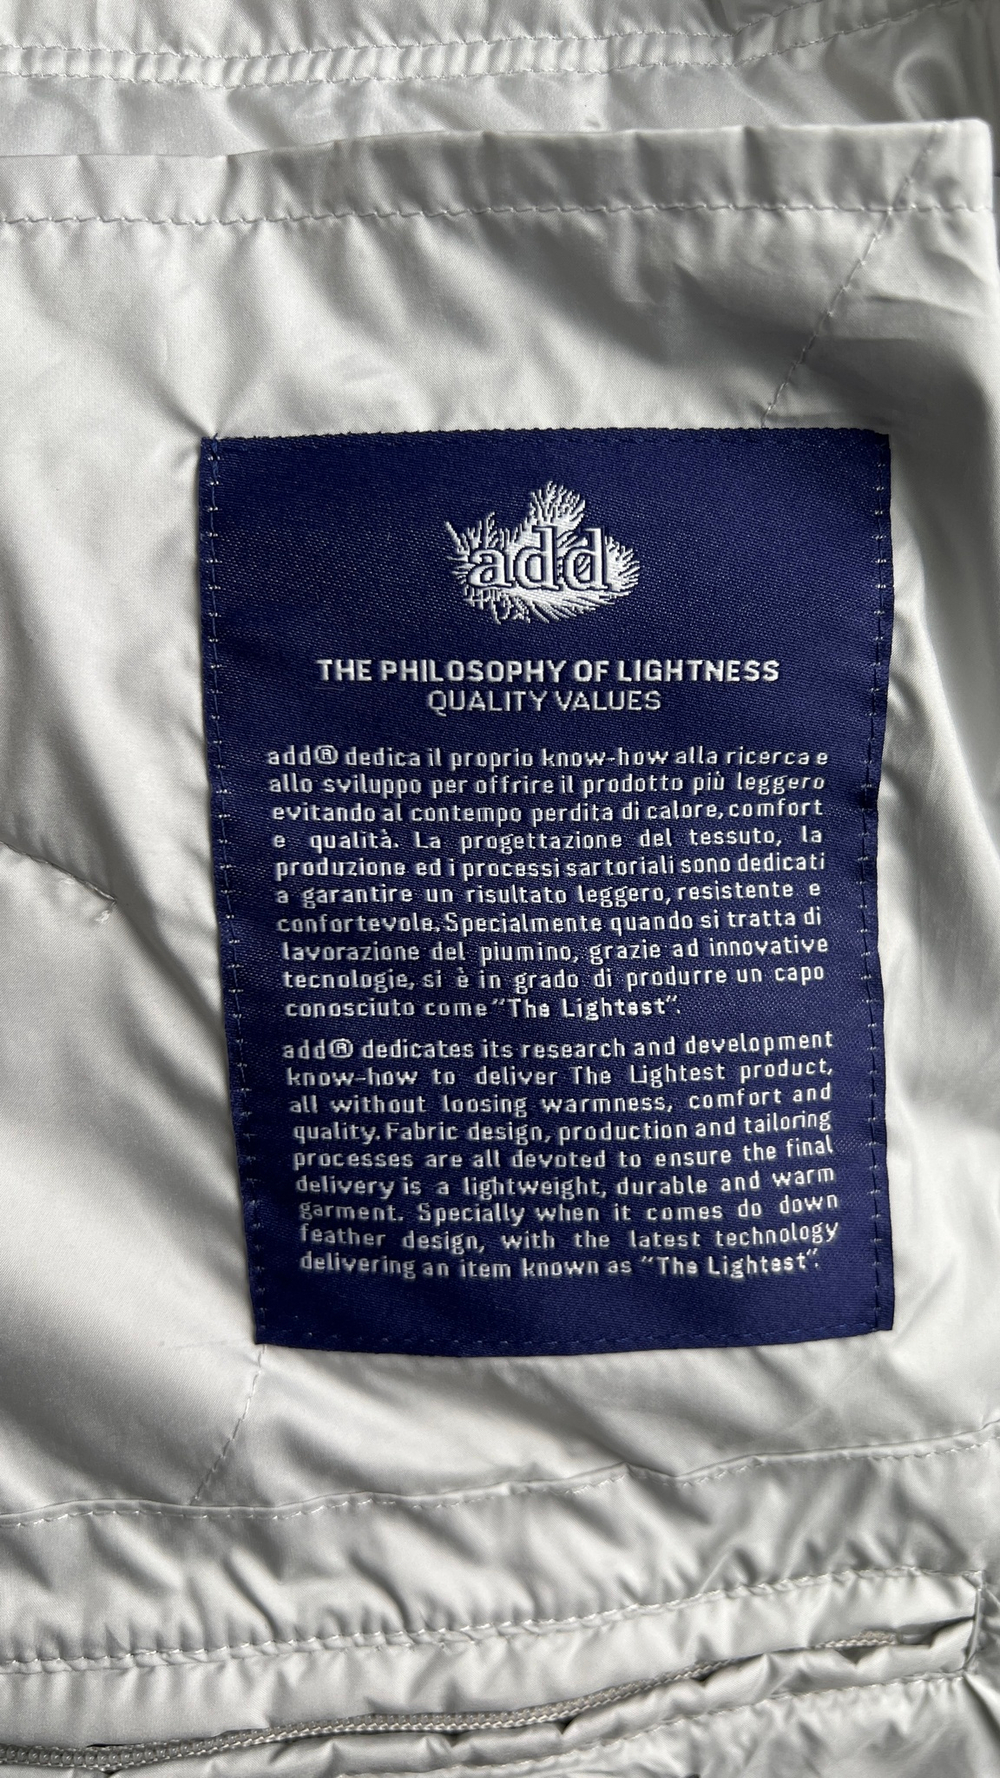 add
THE PHILOSOPHY OF LIGHTNESS
QUALITY VALUES
add® dedica il proprio know-how alla ricerca e
allo sviluppo per offrire il prodotto più leggero
evitando al contempo perdita di calore, comfort
e qualità. La progettazione del tessuto, la
produzione ed i processi sartoriali sono dedicati
a garantire un risultato leggero, resistente e
confortevole. Specialmente quando si tratta di
lavorazione del piumino, grazie ad innovative
tecnologie, si è in grado di produrre un capo
conosciuto come "The Lightest".
add® dedicates its research and development
know-how to deliver The Lightest product,
all without loosing warmness, comfort and
quality. Fabric design, production and tailoring
processes are all devoted to ensure the final
delivery is a lightweight, durable and warm
garment. Specially when it comes do down
feather design, with the latest technology
delivering an item known as "The Lightest".